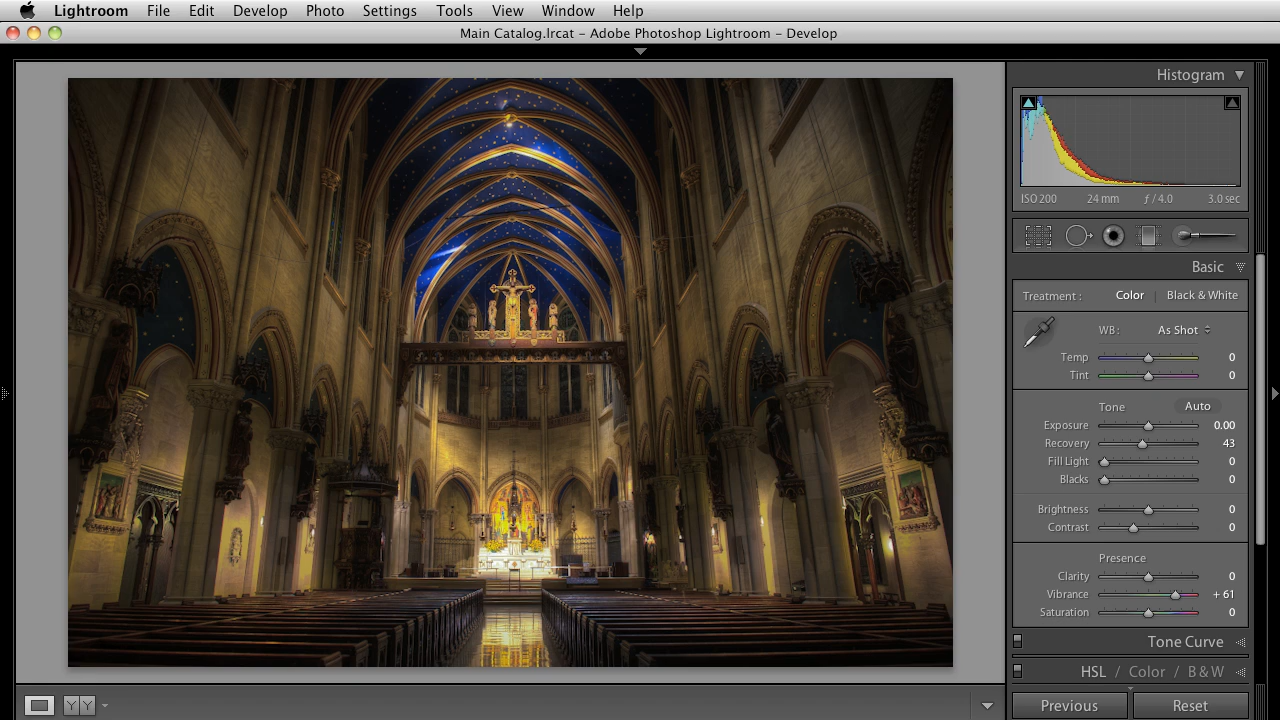 Lightroom File Edit Develop Photo Settings Tools View Window Help
Main Catalog.lrcat - Adobe Photoshop Lightroom - Develop
Histogram
ISO 200 24 mm ƒ / 4.0 3.0 sec
Basic
Treatment : Color | Black & White
WB : As Shot
Temp 0
Tint 0
Tone Auto
Exposure 0.00
Recovery 43
Fill Light 0
Blacks 0
Brightness 0
Contrast 0
Presence
Clarity 0
Vibrance + 61
Saturation 0
Tone Curve
HSL / Color / B & W
Y Y
Previous Reset